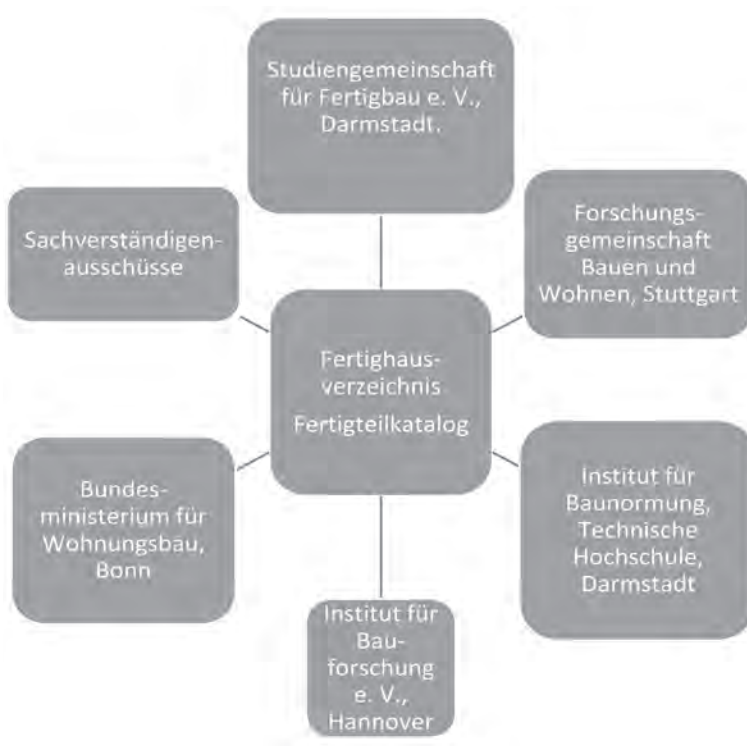 Studiengemeinschaft
für Fertigbau e. V.,
Darmstadt.
Sachverständigen-
ausschüsse
Forschungs-
gemeinschaft
Bauen und
Wohnen, Stuttgart
Fertighaus-
verzeichnis
Fertigteilkatalog
Bundes-
ministerium für
Wohnungsbau,
Bonn
Institut für
Baunormung,
Technische
Hochschule,
Darmstadt
Institut für
Bau-
forschung
e. V.,
Hannover